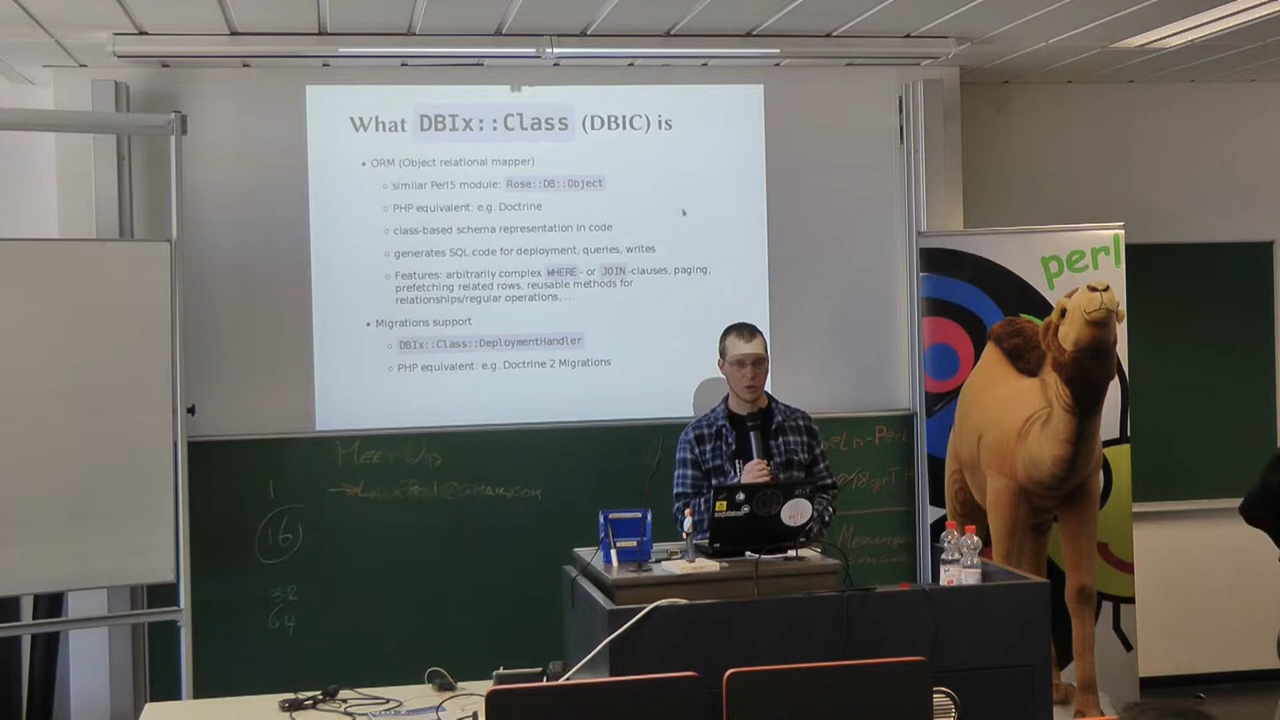 What DBIx::Class (DBIC) is
• ORM (Object relational mapper)
○ similar Perl5 module: Rose::DB::Object
○ PHP equivalent: e.g. Doctrine
○ class-based schema representation in code
○ generates SQL code for deployment, queries, writes
○ Features: arbitrarily complex WHERE- or JOIN-clauses, paging,
prefetching related rows, reusable methods for
relationships/regular operations, ...
• Migrations support
○ DBIx::Class::DeploymentHandler
○ PHP equivalent: e.g. Doctrine 2 Migrations
perl
MEET UP
1
16
32
64